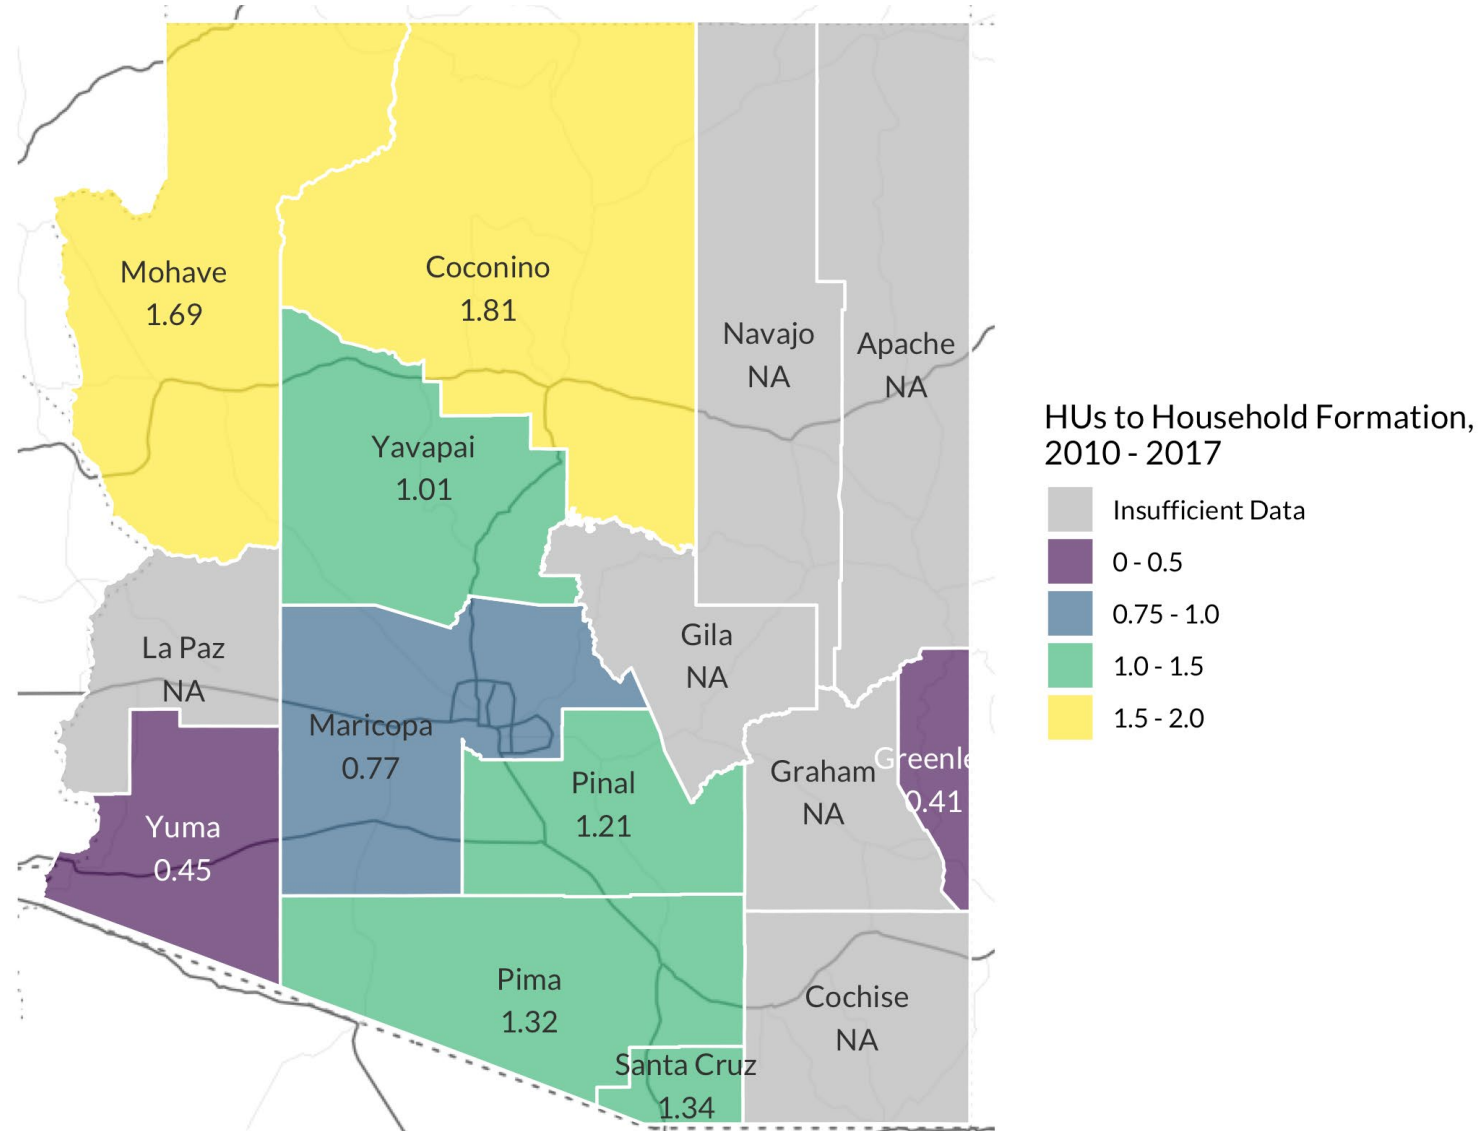 Mohave
1.69
Coconino
1.81
Navajo
NA
Apache
NA
Yavapai
1.01
La Paz
NA
Gila
NA
Maricopa
0.77
Pinal
1.21
Graham
NA
Greenle
0.41
Yuma
0.45
Pima
1.32
Cochise
NA
Santa Cruz
1.34
HUs to Household Formation,
2010 - 2017
Insufficient Data
0 - 0.5
0.75 - 1.0
1.0 - 1.5
1.5 - 2.0